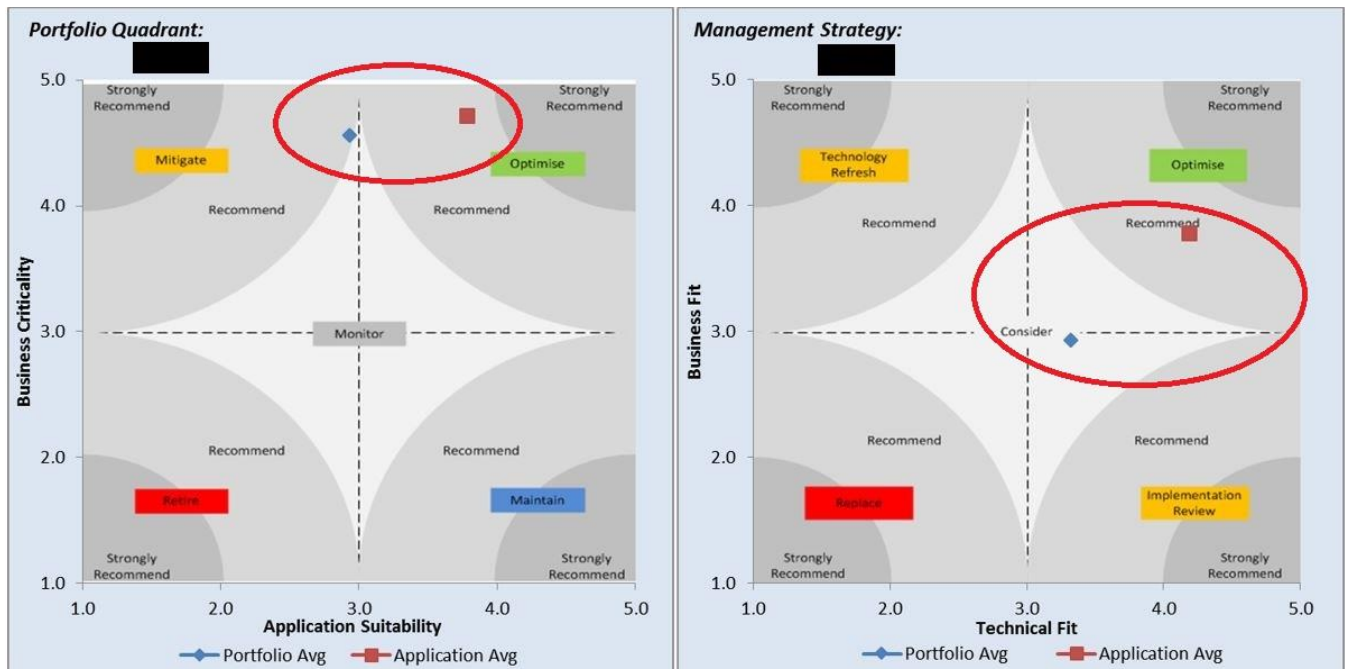 Portfolio Quadrant:
5.0
4.0
3.0
2.0
1.0
Business Criticality
Strongly
Recommend
Mitigate
Recommend
Strongly
Recommend
Optimise
Recommend
Monitor
Recommend
Retire
Strongly
Recommend
Recommend
Maintain
Strongly
Recommend
1.0 2.0 3.0 4.0 5.0
Application Suitability
Portfolio Avg Application Avg
Management Strategy:
5.0
4.0
3.0
2.0
1.0
Business Fit
Strongly
Recommend
Technology
Refresh
Recommend
Strongly
Recommend
Optimise
Recommend
Consider
Recommend
Replace
Strongly
Recommend
Recommend
Implementation
Review
Strongly
Recommend
1.0 2.0 3.0 4.0 5.0
Technical Fit
Portfolio Avg Application Avg